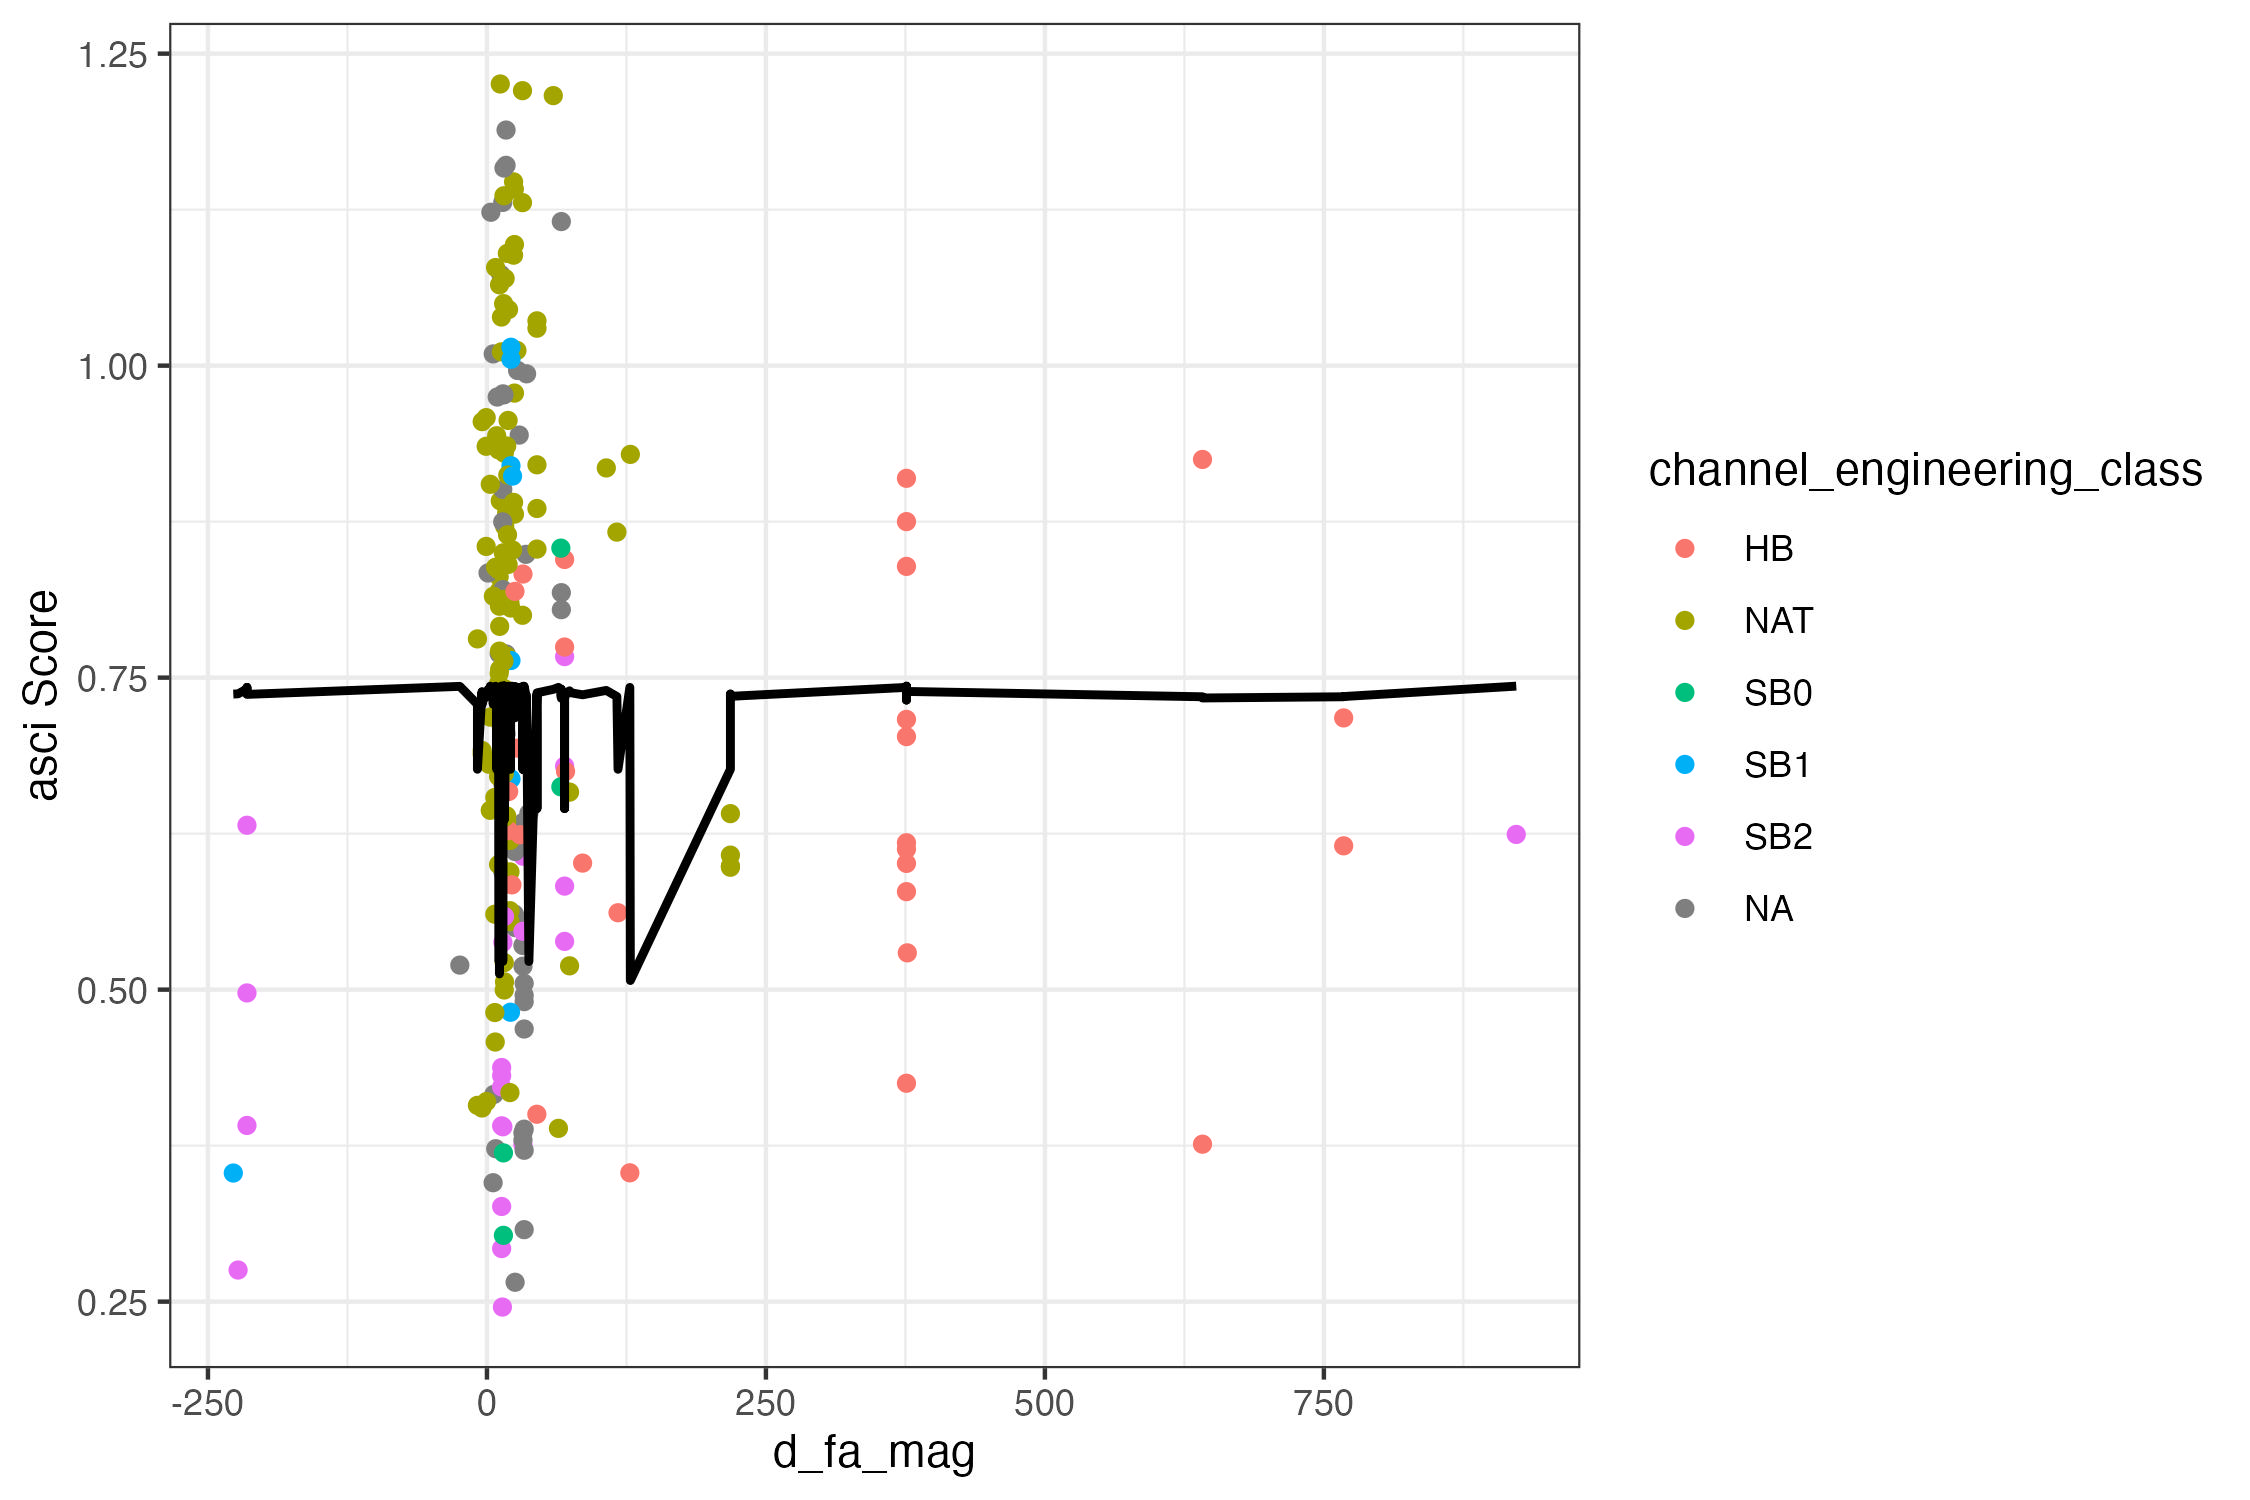 1.25
1.00
0.75
0.50
0.25
asci Score
-250
0
250
500
750
d_fa_mag
channel_engineering_class
HB
NAT
SB0
SB1
SB2
NA